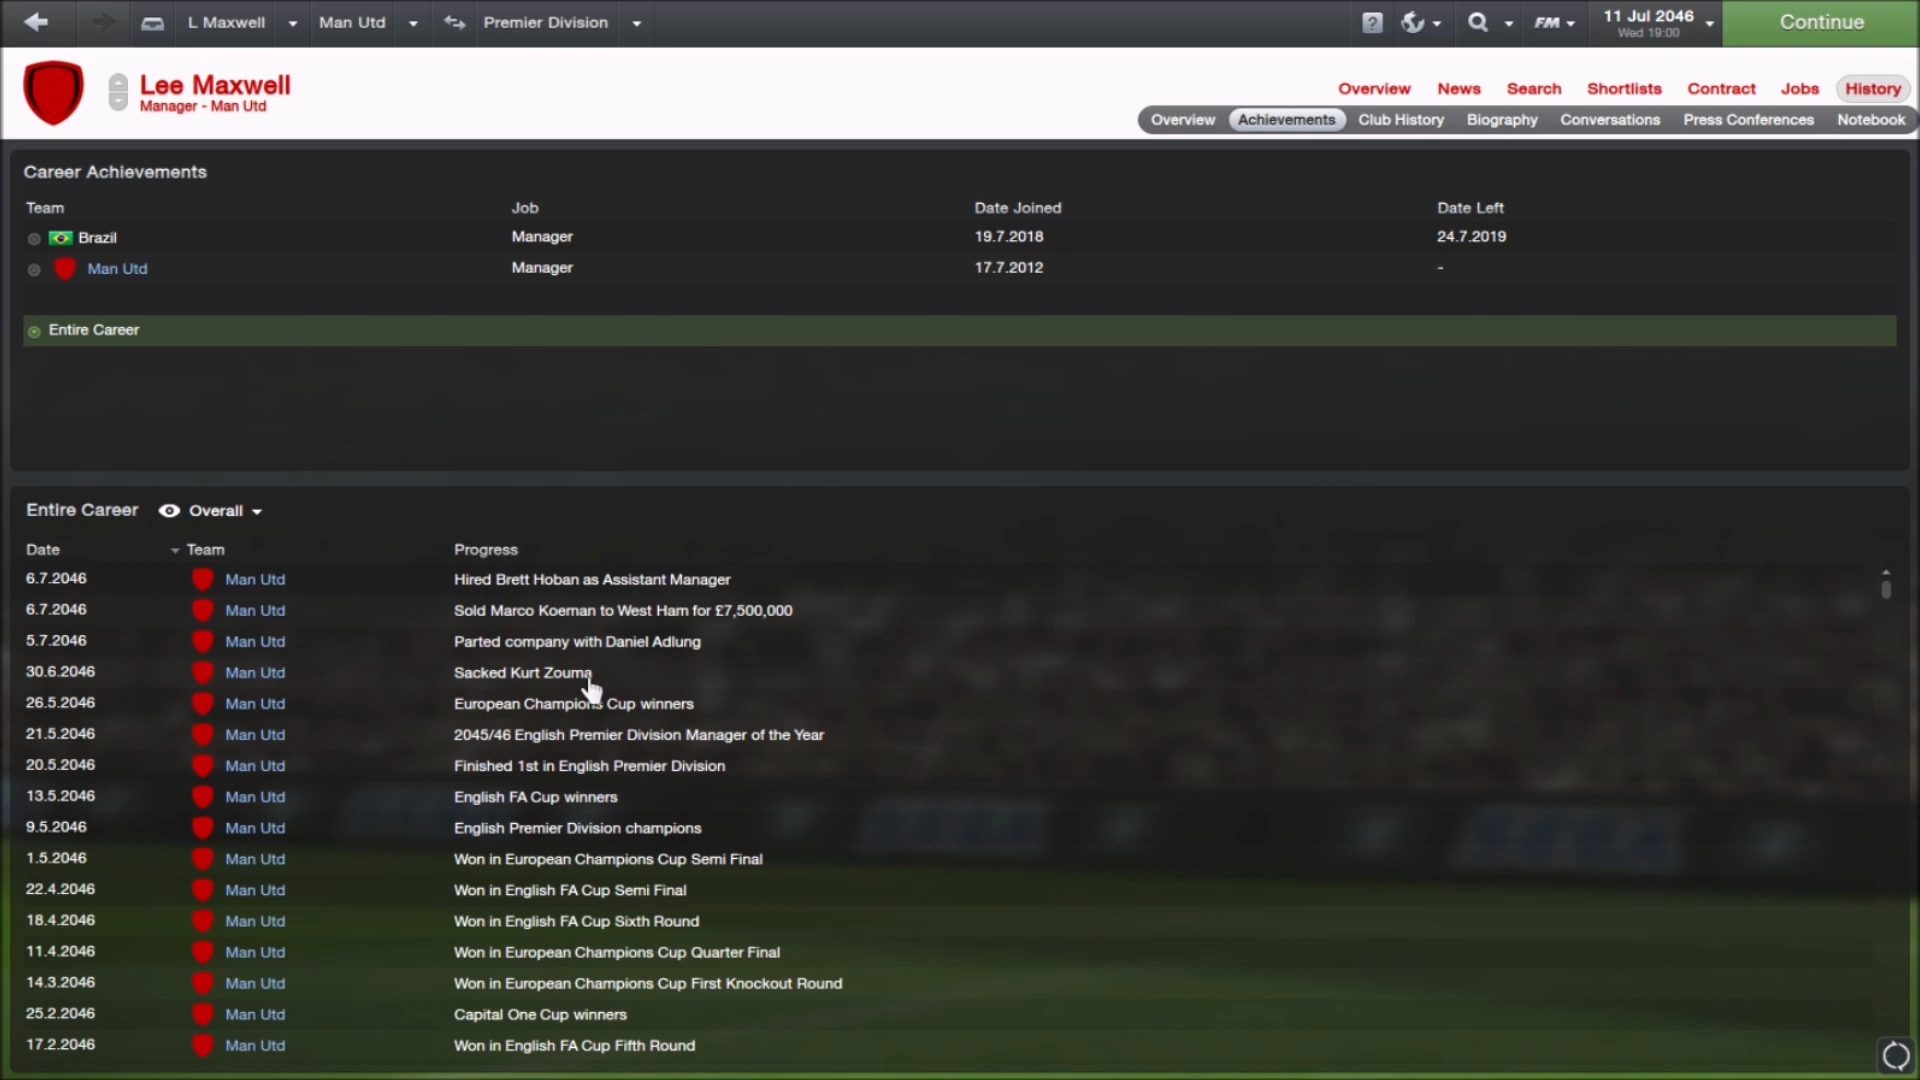 L Maxwell Man Utd Premier Division FM 11 Jul 2046 Continue
Wed 19:00
Lee Maxwell
Manager - Man Utd
Overview News Search Shortlists Contract Jobs History
Overview Achievements Club History Biography Conversations Press Conferences Notebook
Career Achievements
Team Job Date Joined Date Left
Brazil Manager 19.7.2018 24.7.2019
Man Utd Manager 17.7.2012 -
Entire Career
Entire Career Overall
Date Team Progress
6.7.2046 Man Utd Hired Brett Hoban as Assistant Manager
6.7.2046 Man Utd Sold Marco Koeman to West Ham for £7,500,000
5.7.2046 Man Utd Parted company with Daniel Adlung
30.6.2046 Man Utd Sacked Kurt Zouma
26.5.2046 Man Utd European Champions Cup winners
21.5.2046 Man Utd 2045/46 English Premier Division Manager of the Year
20.5.2046 Man Utd Finished 1st in English Premier Division
13.5.2046 Man Utd English FA Cup winners
9.5.2046 Man Utd English Premier Division champions
1.5.2046 Man Utd Won in European Champions Cup Semi Final
22.4.2046 Man Utd Won in English FA Cup Semi Final
18.4.2046 Man Utd Won in English FA Cup Sixth Round
11.4.2046 Man Utd Won in European Champions Cup Quarter Final
14.3.2046 Man Utd Won in European Champions Cup First Knockout Round
25.2.2046 Man Utd Capital One Cup winners
17.2.2046 Man Utd Won in English FA Cup Fifth Round